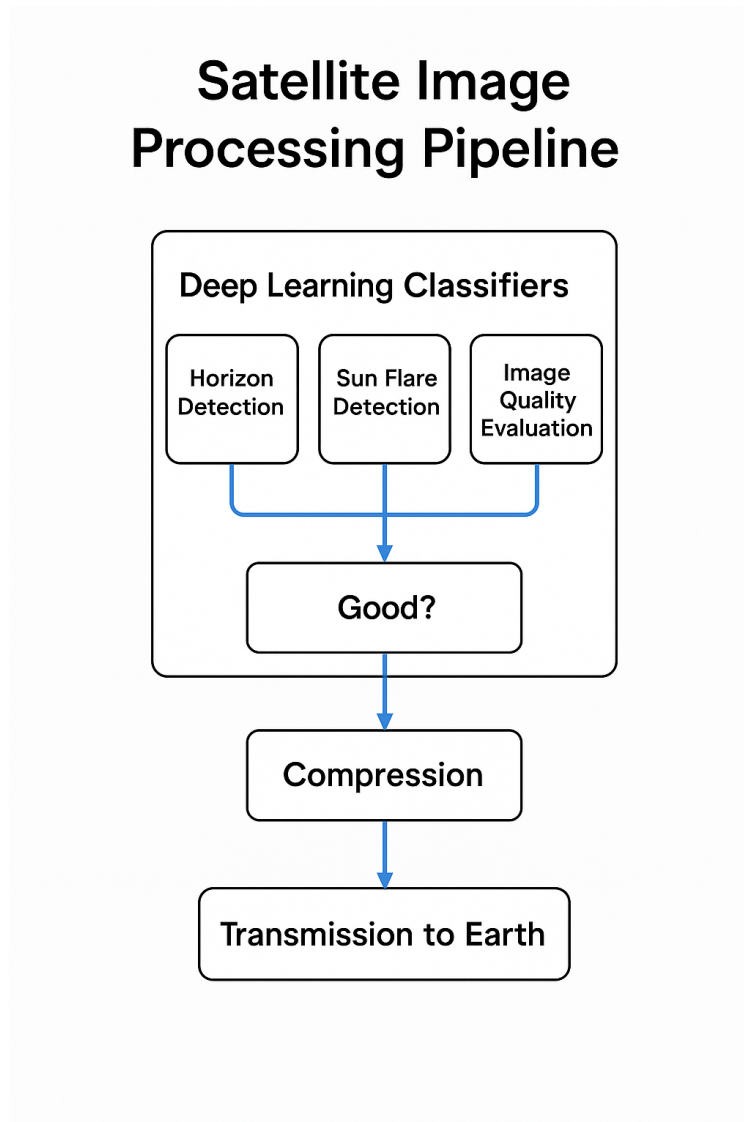 Satellite Image
Processing Pipeline
Deep Learning Classifiers
Horizon
Detection
Sun Flare
Detection
Image
Quality
Evaluation
Good?
Compression
Transmission to Earth